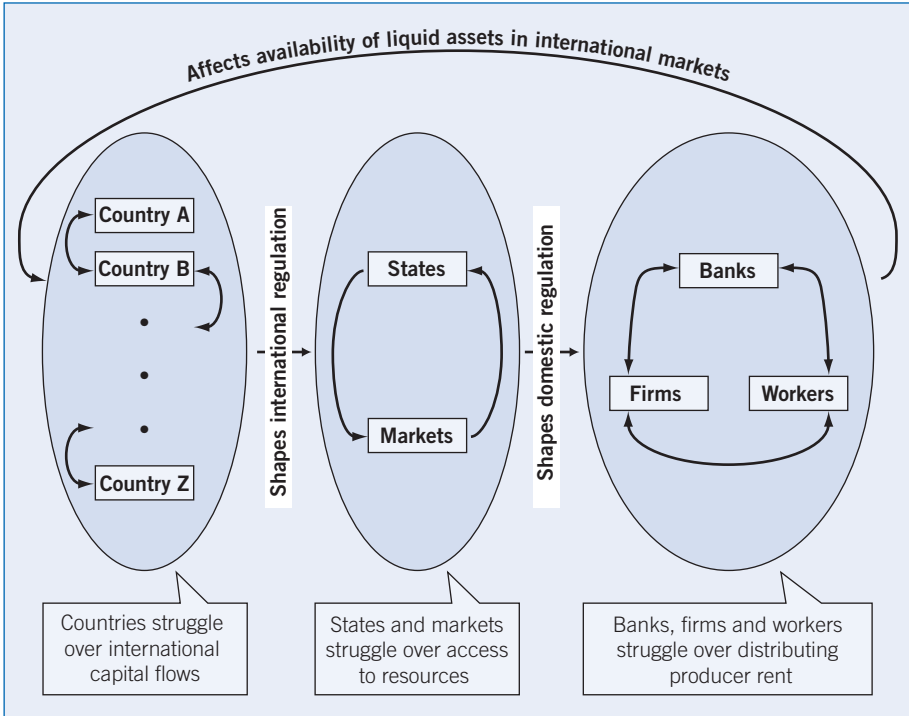 Affects availability of liquid assets in international markets
Country A
Country B
Country Z
Shapes international regulation
States
Markets
Shapes domestic regulation
Banks
Firms
Workers
Countries struggle
over international
capital flows
States and markets
struggle over access
to resources
Banks, firms and workers
struggle over distributing
producer rent